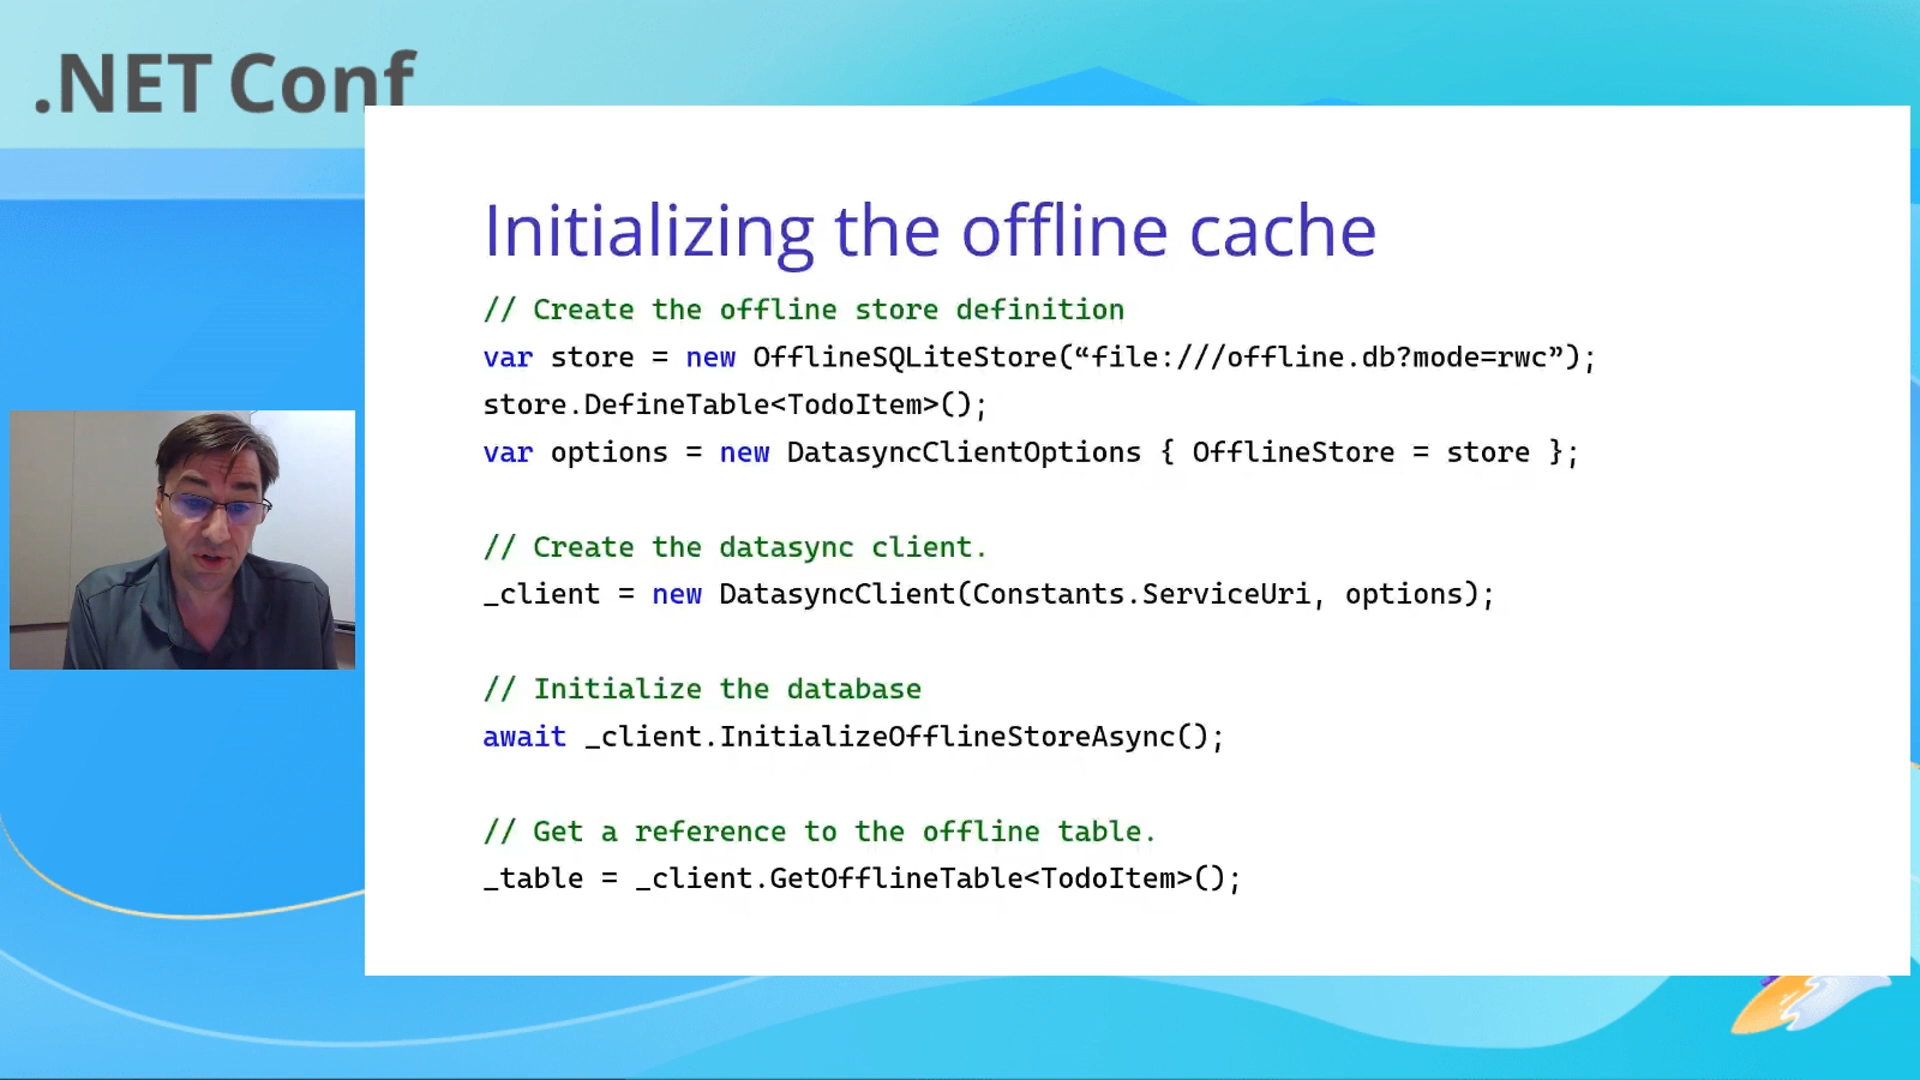 .NET Conf
Initializing the offline cache
// Create the offline store definition
var store = new OfflineSQLiteStore(“file:///offline.db?mode=rwc”);
store.DefineTable<TodoItem>();
var options = new DatasyncClientOptions { OfflineStore = store };
// Create the datasync client.
_client = new DatasyncClient(Constants.ServiceUri, options);
// Initialize the database
await _client.InitializeOfflineStoreAsync();
// Get a reference to the offline table.
_table = _client.GetOfflineTable<TodoItem>();